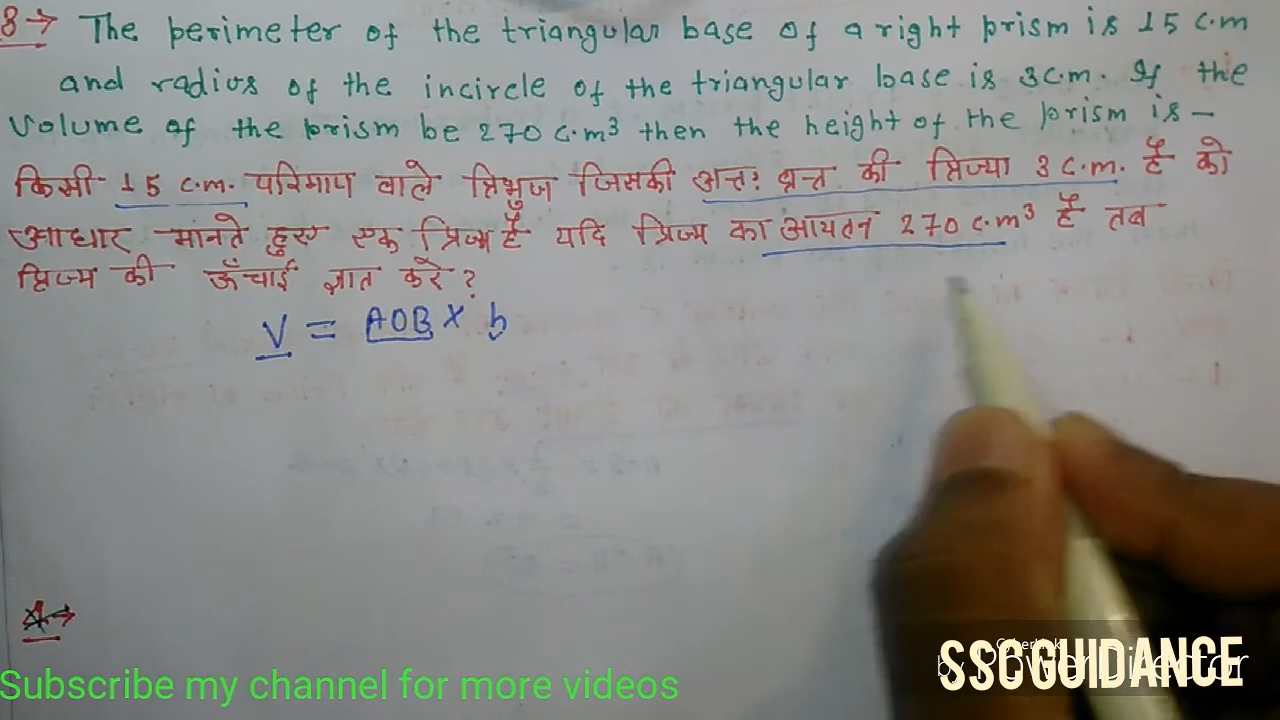 8→ The perimeter of the triangular base of a right prism is 15 c.m
and radius of the incircle of the triangular base is 3c.m. If the
volume of the prism be 270 c.m³ then the height of the prism is –
किसी 15 c.m. परिमाप वाले त्रिभुज जिसकी अन्तः व्रन्त की त्रिज्या 3 c.m. है को
आधार मानते हुए एक प्रिज्म है यदि प्रिज्म का आयतन 270 c.m³ है तब
प्रिज्म की ऊँचाई ज्ञात करे ?
V = AOB × h
Subscribe my channel for more videos
SSC GUIDANCE